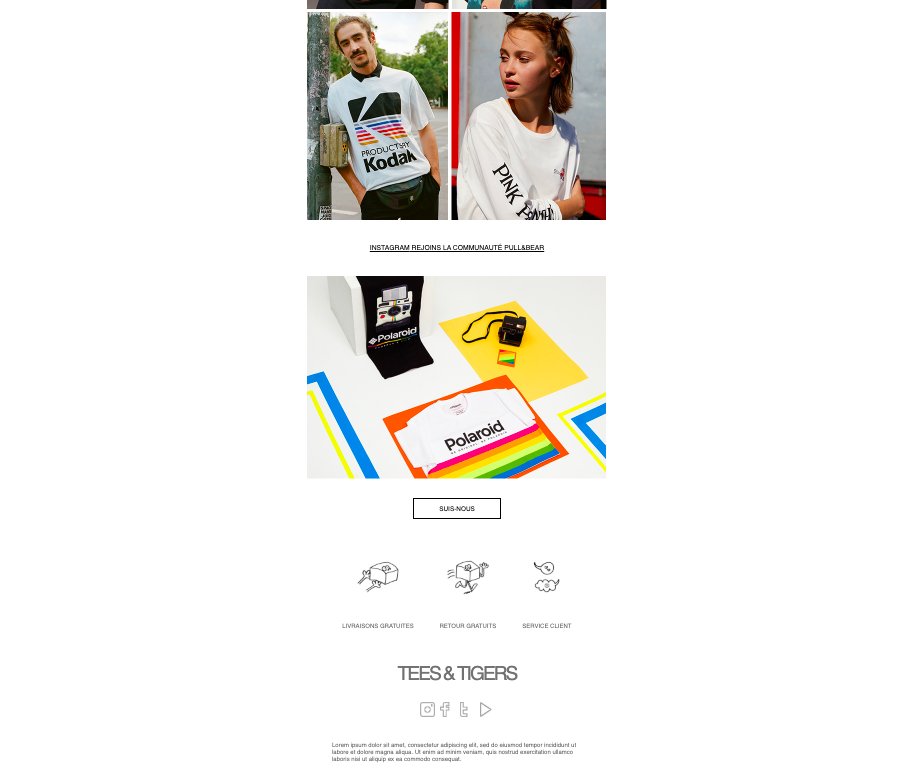 PRODUCT BY
Kodak
PINK PANTH
INSTAGRAM REJOINS LA COMMUNAUTÉ PULL&BEAR
Polaroid
Polaroid
SUIS-NOUS
LIVRAISONS GRATUITES RETOUR GRATUITS SERVICE CLIENT
TEES & TIGERS
Lorem ipsum dolor sit amet, consectetur adipiscing elit, sed do eiusmod tempor incididunt ut
labore et dolore magna aliqua. Ut enim ad minim veniam, quis nostrud exercitation ullamco
laboris nisi ut aliquip ex ea commodo consequat.